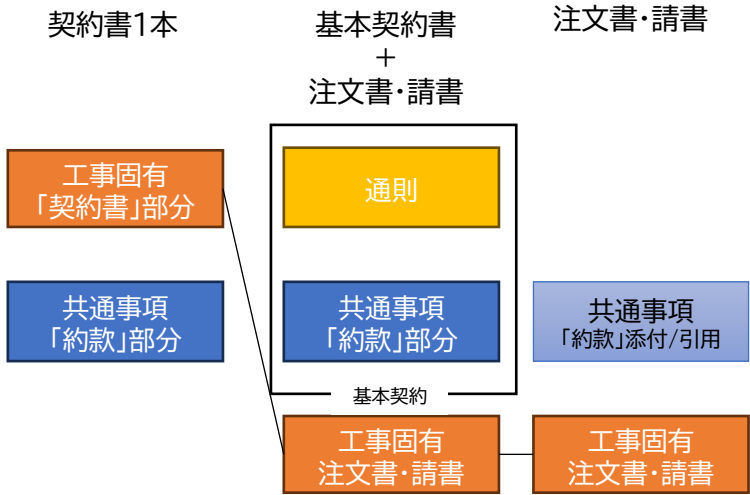 契約書1本
基本契約書
+
注文書・請書
注文書・請書
工事固有
「契約書」部分
通則
共通事項
「約款」部分
共通事項
「約款」部分
共通事項
「約款」添付/引用
基本契約
工事固有
注文書・請書
工事固有
注文書・請書